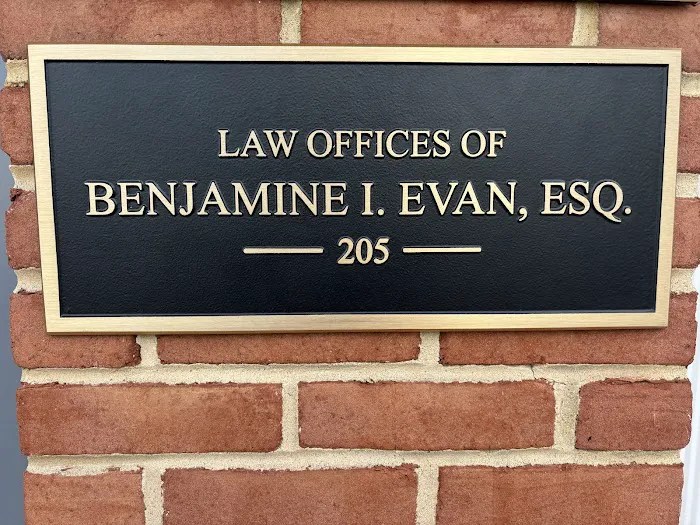 LAW OFFICES OF
BENJAMINE I. EVAN, ESQ.
205